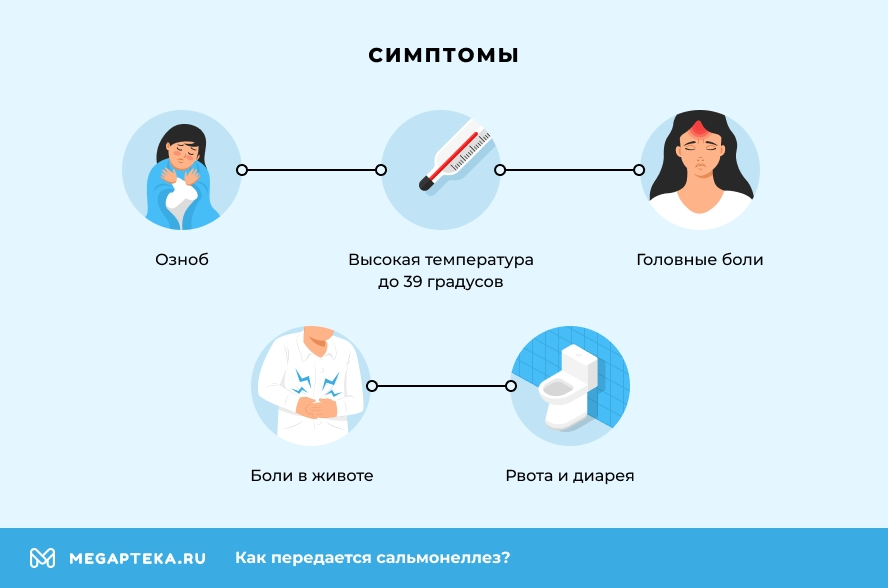 СИМПТОМЫ
Озноб
Высокая температура
до 39 градусов
Головные боли
Боли в животе
Рвота и диарея
MEGAPTEKA.RU
Как передается сальмонеллез?